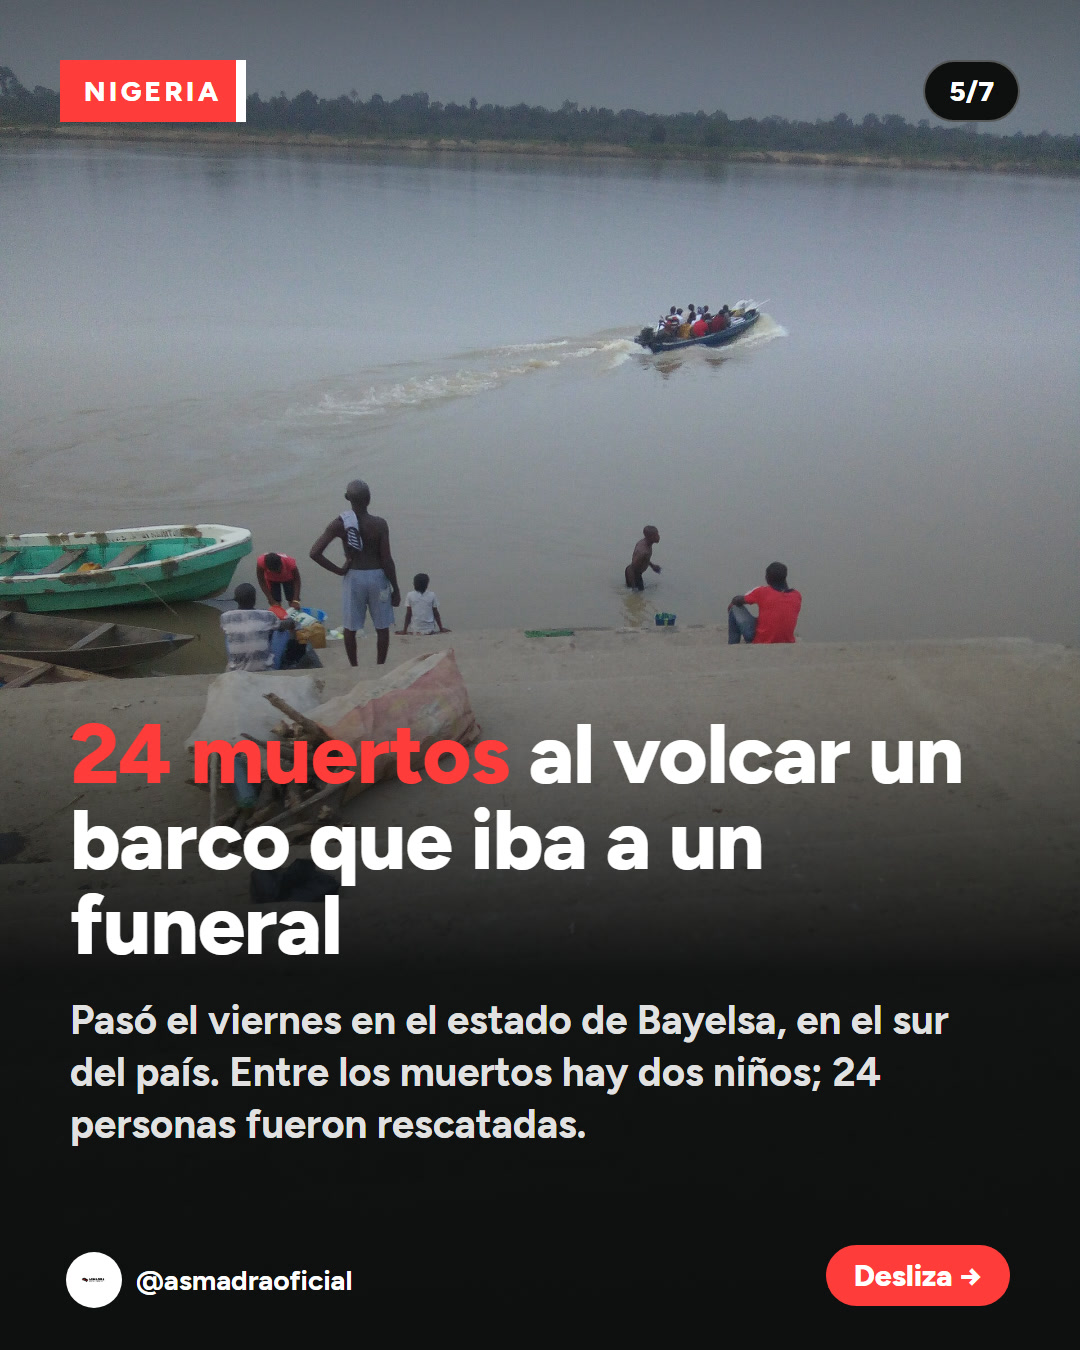 NIGERIA
5/7
24 muertos al volcar un
barco que iba a un
funeral
Pasó el viernes en el estado de Bayelsa, en el sur
del país. Entre los muertos hay dos niños; 24
personas fueron rescatadas.
@asmadraoficial
Desliza →